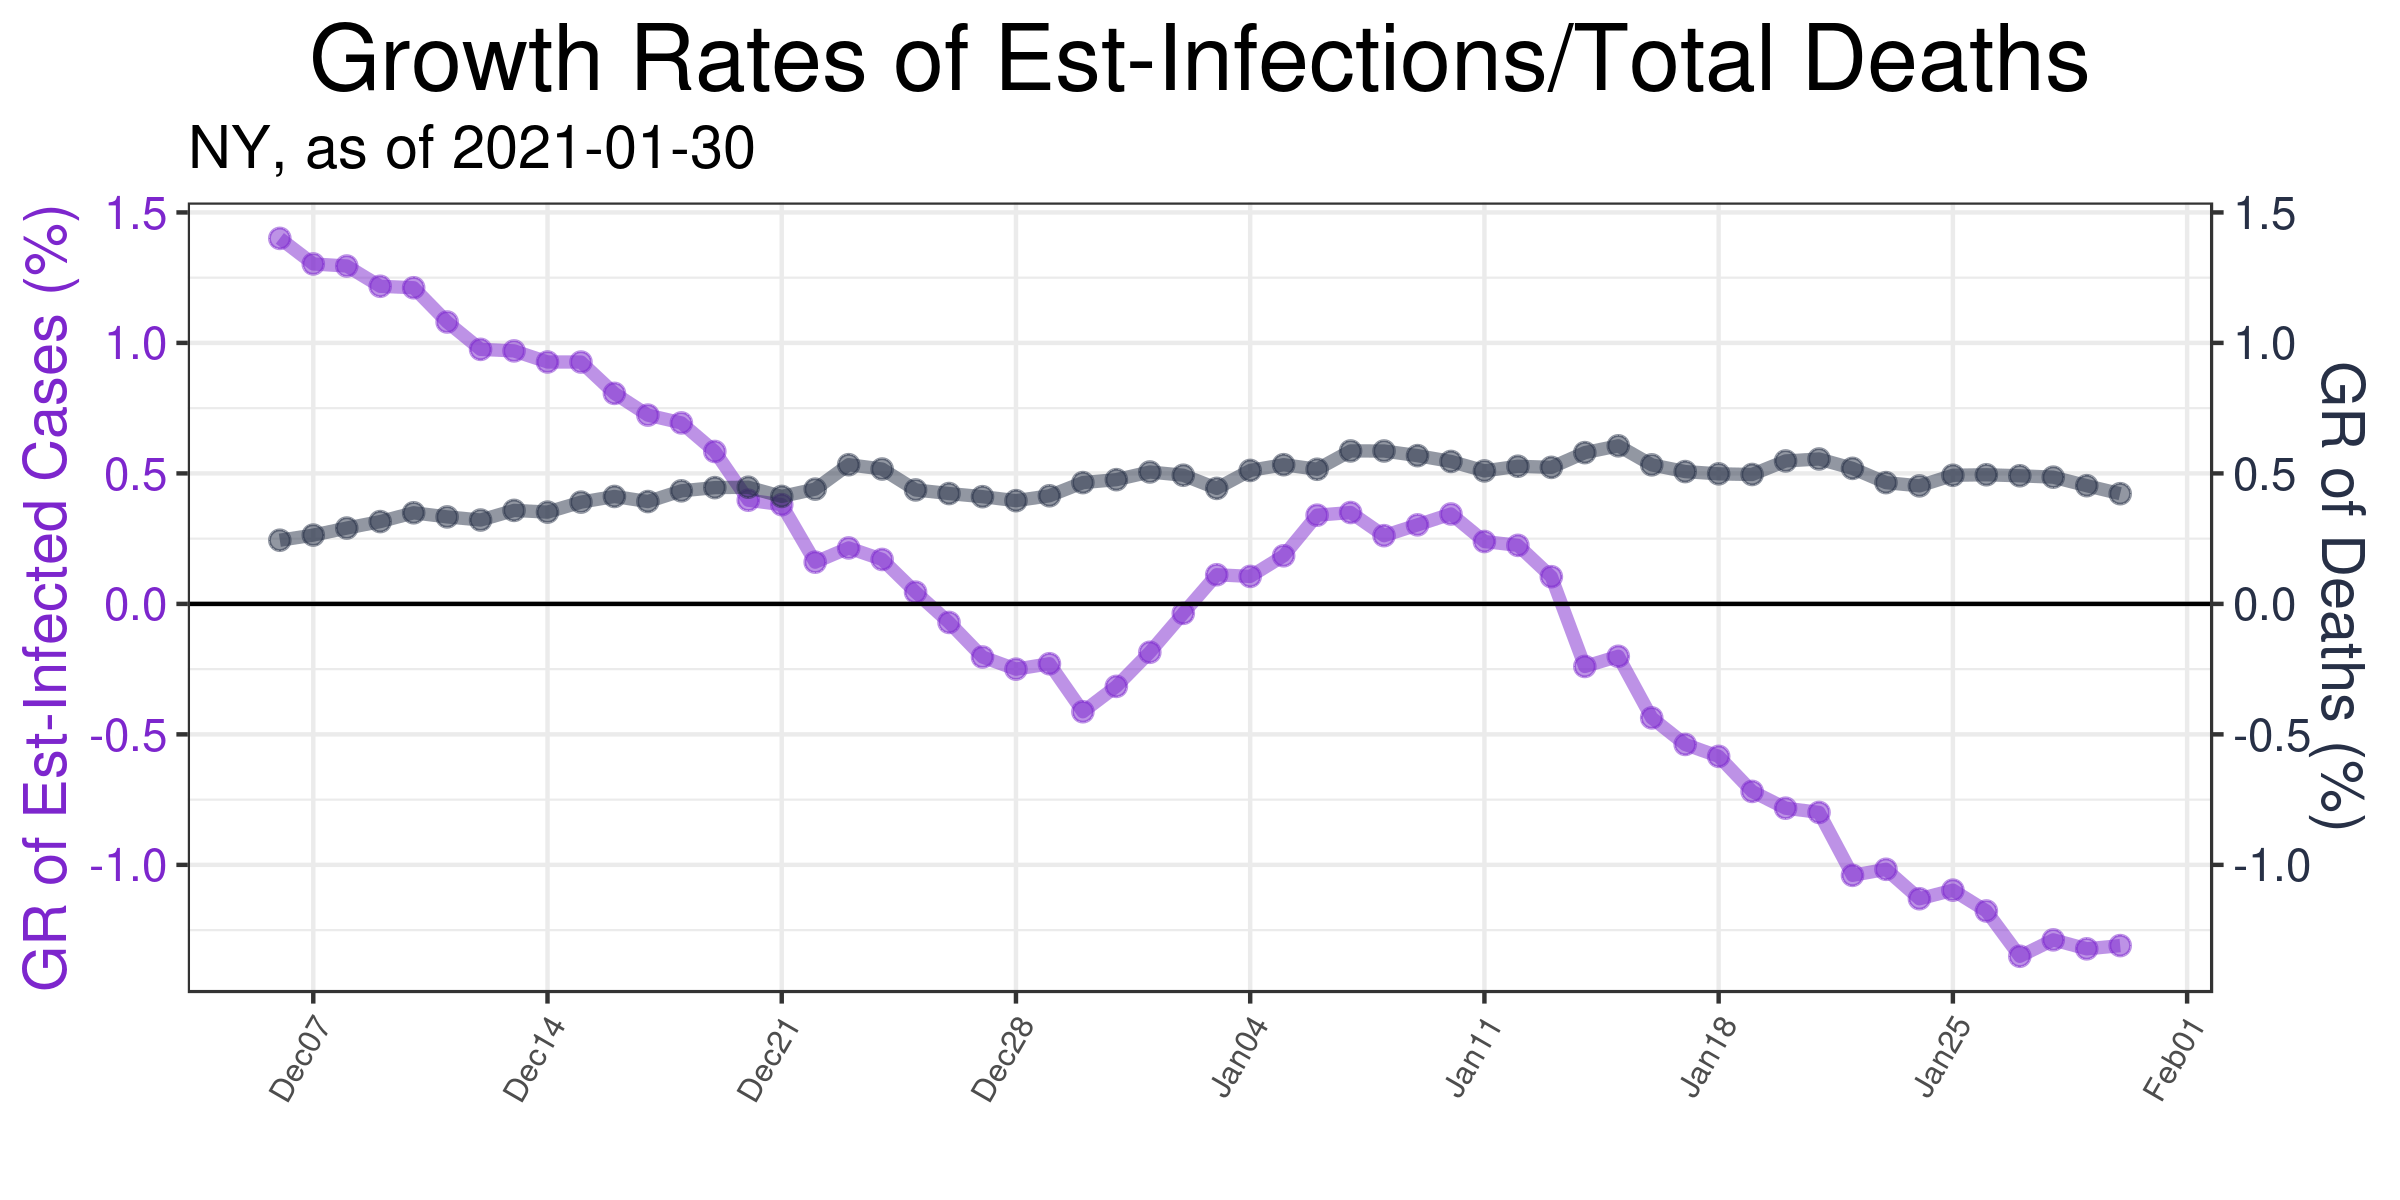 Growth Rates of Est-Infections/Total Deaths
NY, as of 2021-01-30
GR of Est-Infected Cases (%)
1.5
1.0
0.5
0.0
-0.5
-1.0
1.5
1.0
0.5
0.0
-0.5
-1.0
GR of Deaths (%)
Dec07
Dec14
Dec21
Dec28
Jan04
Jan11
Jan18
Jan25
Feb01